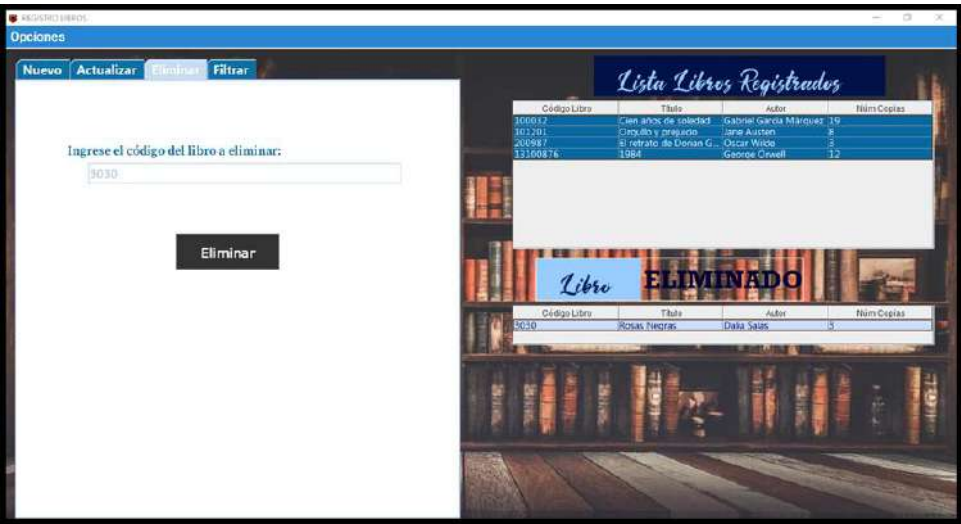 REGISTRO LIBROS
Opciones
Nuevo Actualizar Eliminar Filtrar
Ingrese el código del libro a eliminar:
3030
Eliminar
Lista Libros Registrados
Código Libro Título Autor Núm Copias
100032 Cien años de soledad Gabriel García Márquez 19
101201 Orgullo y prejuicio Jane Austen 8
200987 El retrato de Dorian G... Oscar Wilde 3
13100876 1984 George Orwell 12
Libro ELIMINADO
Código Libro Título Autor Núm Copias
3030 Rosas Negras Dalia Salas 3